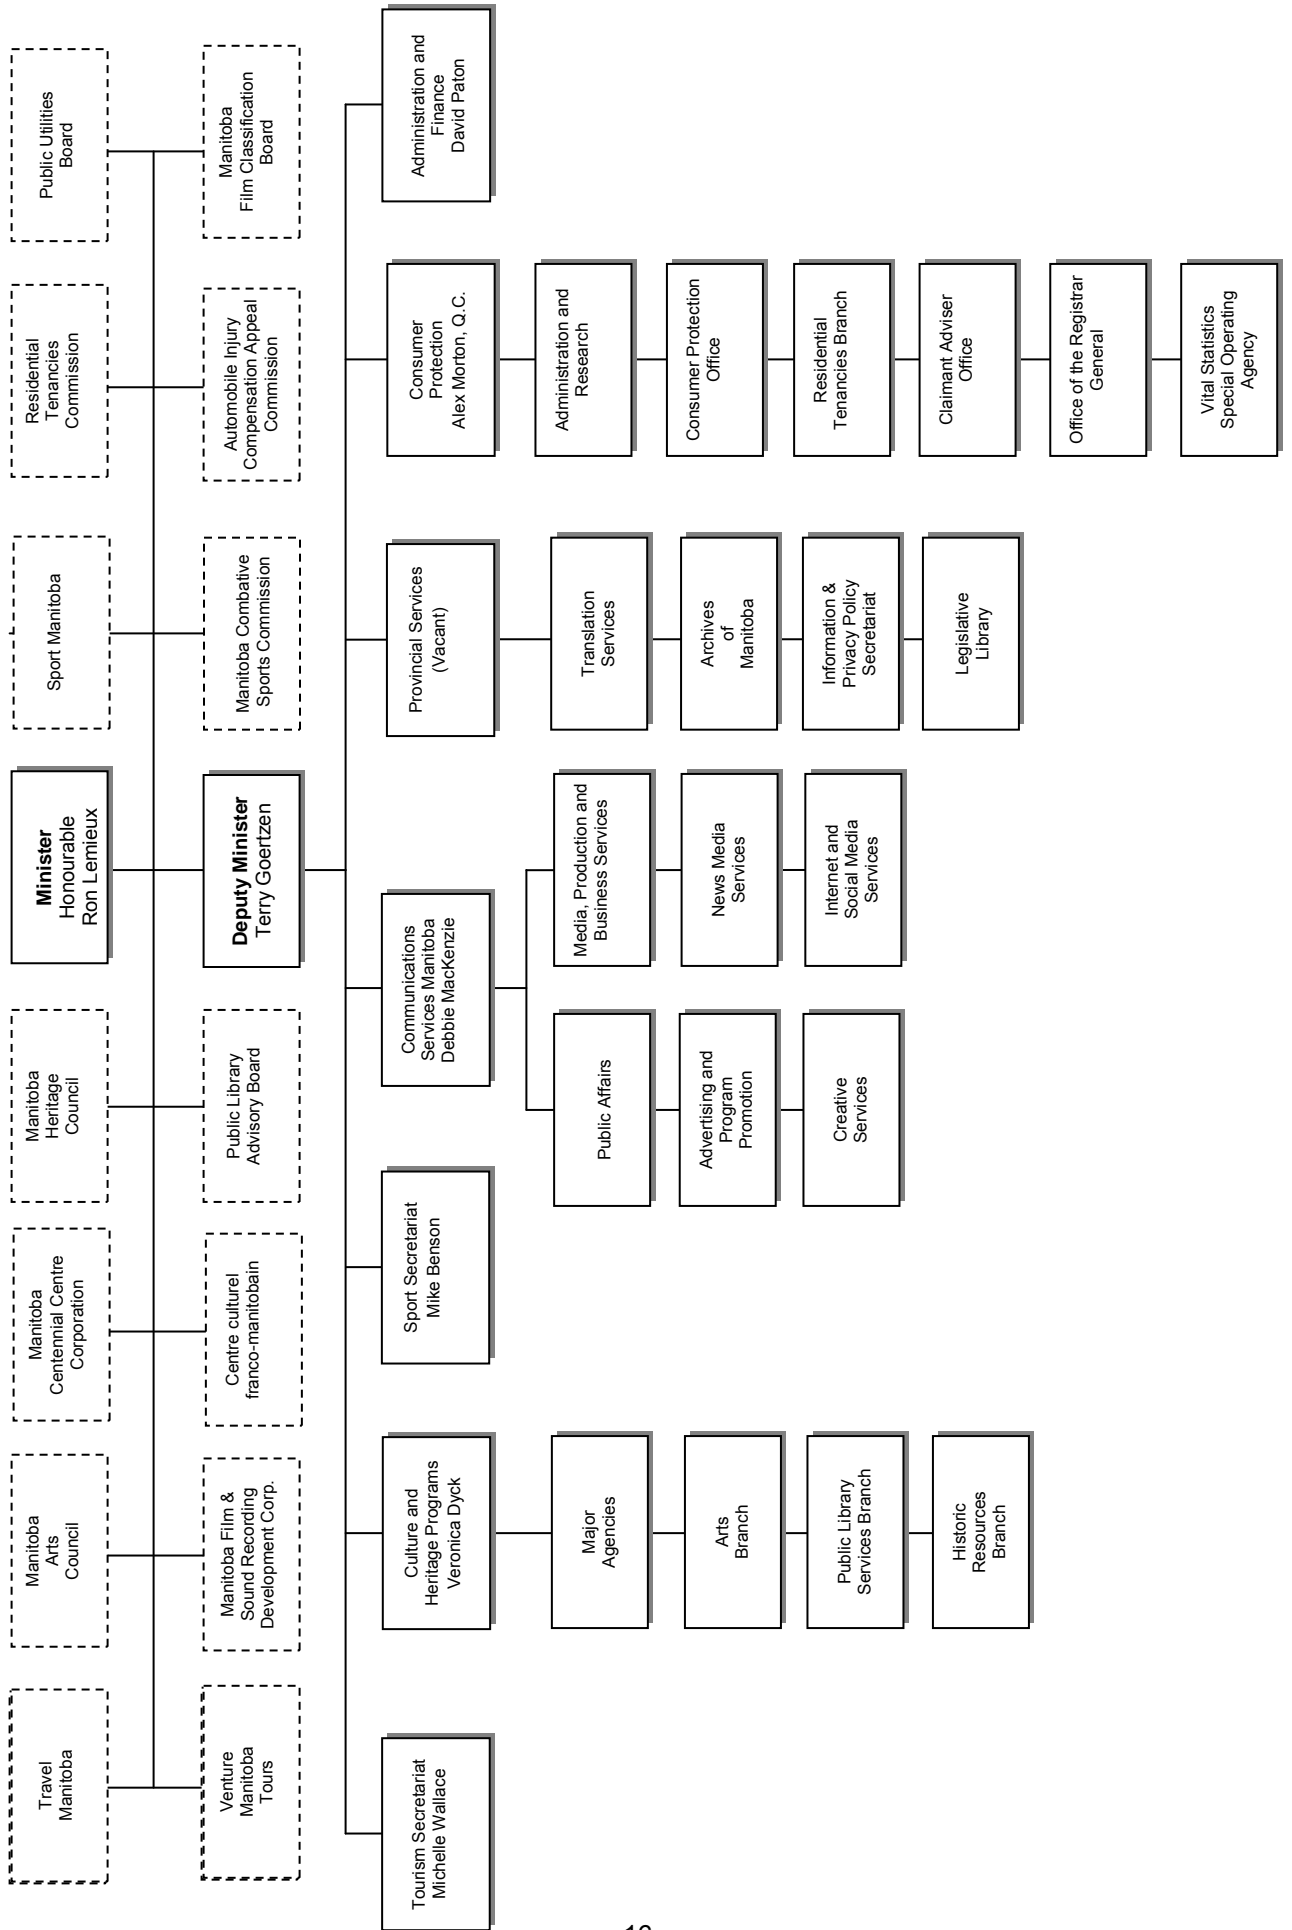 Travel
Manitoba
Manitoba
Arts
Council
Manitoba
Centennial Centre
Corporation
Manitoba
Heritage
Council
Minister
Honourable
Ron Lemieux
Sport Manitoba
Residential
Tenancies
Commission
Public Utilities
Board
Venture
Manitoba
Tours
Manitoba Film &
Sound Recording
Development Corp.
Centre culturel
franco-manitobain
Public Library
Advisory Board
Deputy Minister
Terry Goertzen
Manitoba Combative
Sports Commission
Automobile Injury
Compensation Appeal
Commission
Manitoba
Film Classification
Board
Tourism Secretariat
Michelle Wallace
Culture and
Heritage Programs
Veronica Dyck
Sport Secretariat
Mike Benson
Communications
Services Manitoba
Debbie MacKenzie
Provincial Services
(Vacant)
Consumer
Protection
Alex Morton, Q.C.
Administration and
Finance
David Paton
Major
Agencies
Arts
Branch
Public Library
Services Branch
Historic
Resources
Branch
Public Affairs
Advertising and
Program
Promotion
Creative
Services
Media, Production and
Business Services
News Media
Services
Internet and
Social Media
Services
Translation
Services
Archives
of
Manitoba
Information &
Privacy Policy
Secretariat
Legislative
Library
Administration and
Research
Consumer Protection
Office
Residential
Tenancies Branch
Claimant Adviser
Office
Office of the Registrar
General
Vital Statistics
Special Operating
Agency